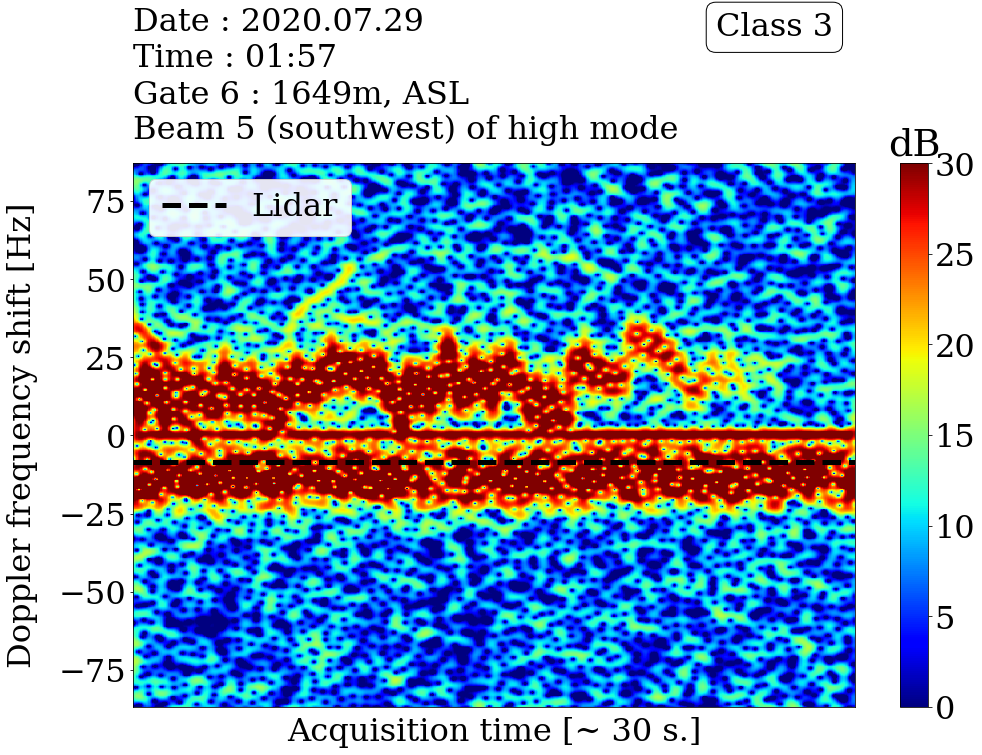 Date : 2020.07.29
Class 3
Time : 01:57
Gate 6 : 1649m, ASL
Beam 5 (southwest) of high mode
dB
Lidar
75
50
25
0
−25
−50
−75
Doppler frequency shift [Hz]
Acquisition time [~ 30 s.]
30
25
20
15
10
5
0